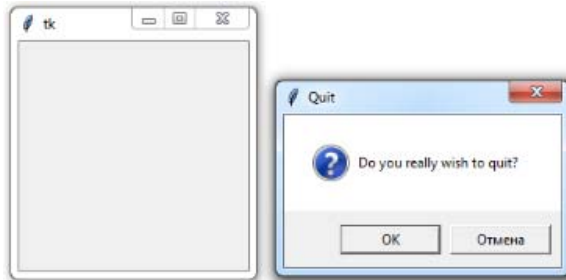 tk
Quit
Do you really wish to quit?
OK
Отмена